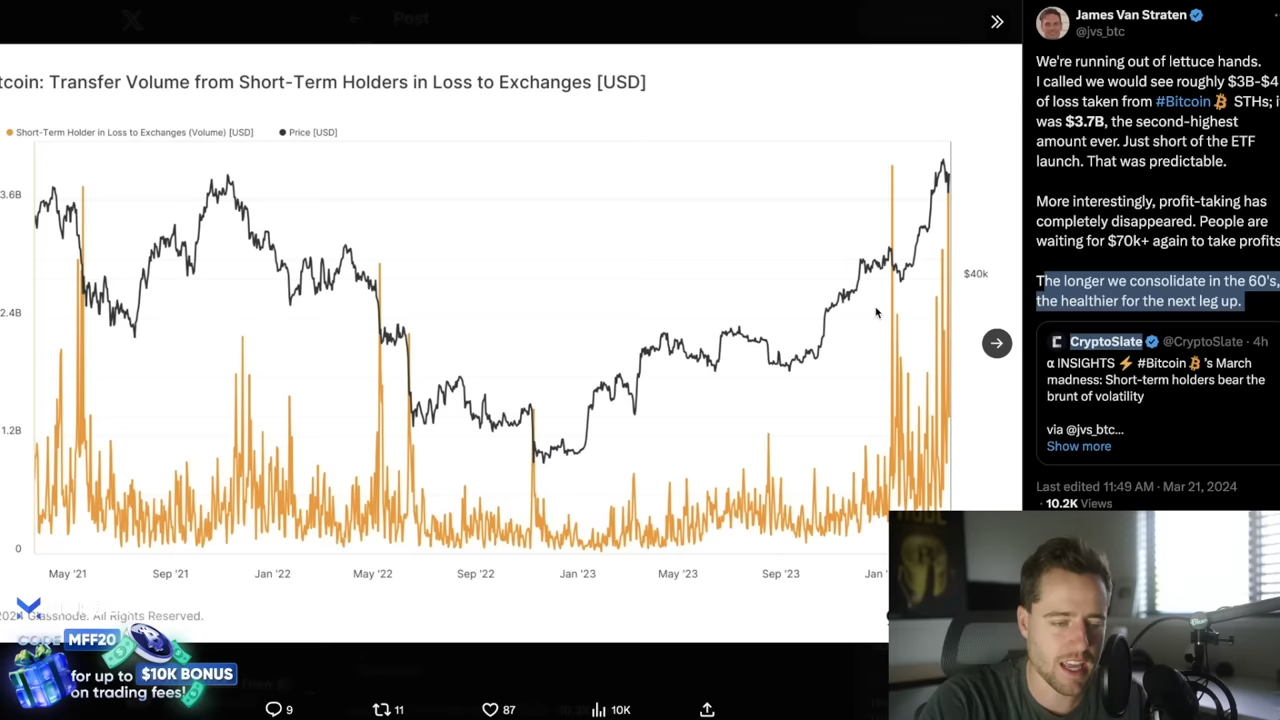 Post
James Van Straten
@jvs_btc
We're running out of lettuce hands.
I called we would see roughly $3B-$4
of loss taken from #Bitcoin STHs; i
was $3.7B, the second-highest
amount ever. Just short of the ETF
launch. That was predictable.
More interestingly, profit-taking has
completely disappeared. People are
waiting for $70k+ again to take profits
The longer we consolidate in the 60's,
the healthier for the next leg up.
CryptoSlate @CryptoSlate · 4h
α INSIGHTS ⚡ #Bitcoin 's March
madness: Short-term holders bear the
brunt of volatility
via @jvs_btc...
Show more
Last edited 11:49 AM · Mar 21, 2024
10.2K Views
tcoin: Transfer Volume from Short-Term Holders in Loss to Exchanges [USD]
Short-Term Holder in Loss to Exchanges (Volume) [USD] Price [USD]
3.6B
$40k
2.4B
1.2B
0
May '21 Sep '21 Jan '22 May '22 Sep '22 Jan '23 May '23 Sep '23 Jan '
Glassnode. All Rights Reserved.
CODE MFF20
for up to $10K BONUS
on trading fees!
9 11 87 10K